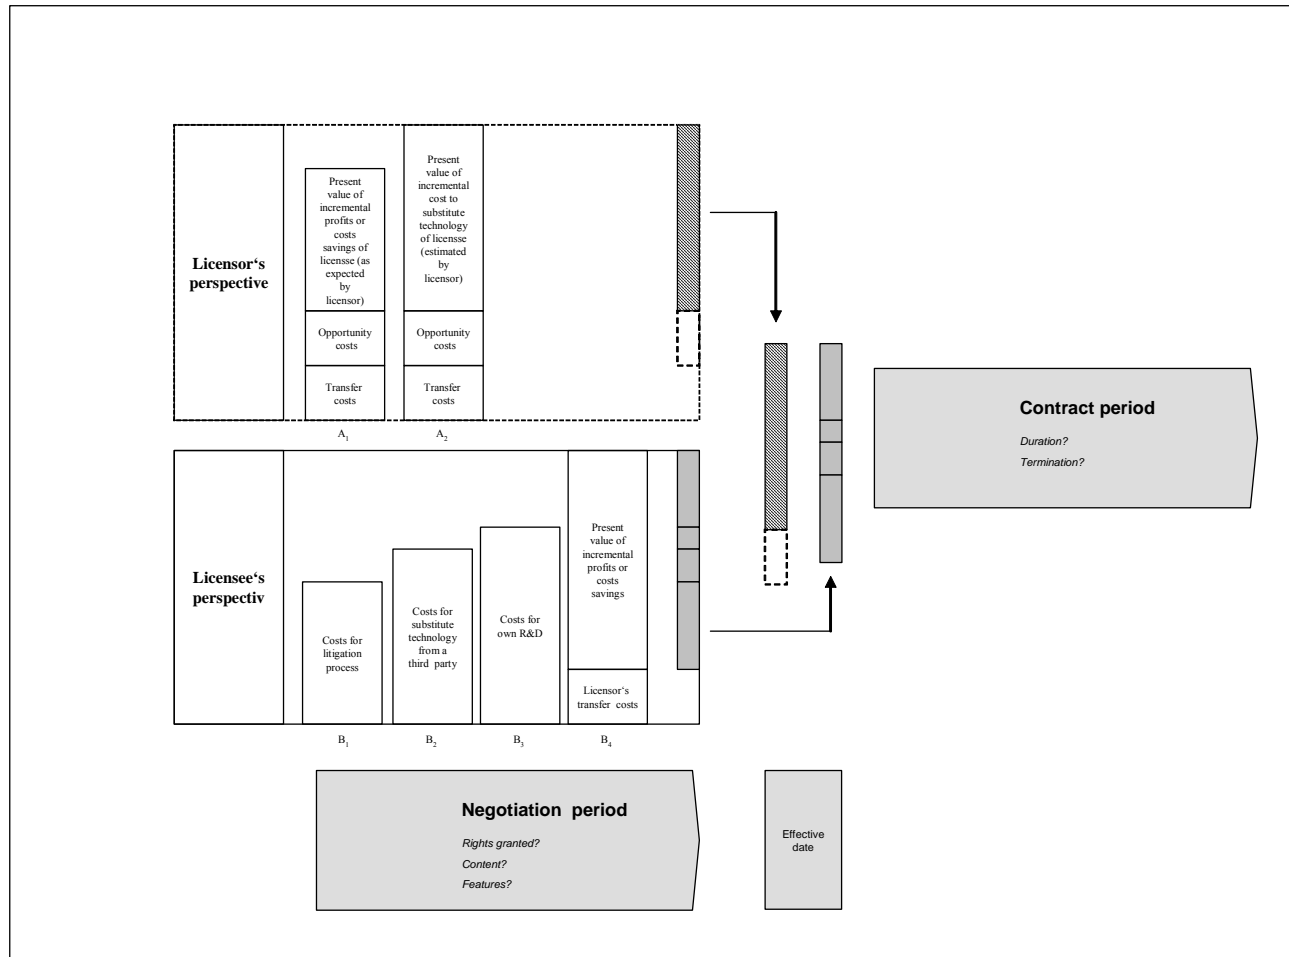 Licensor‘s
perspective
Present
value of
incremental
profits or
costs
savings of
licensse (as
expected
by
licensor)
Opportunity
costs
Transfer
costs
A1
Present
value of
incremental
cost to
substitute
technology
of licensse
(estimated
by
licensor)
Opportunity
costs
Transfer
costs
A2
Licensee‘s
perspectiv
Costs for
litigation
process
B1
Costs for
substitute
technology
from a
third party
B2
Costs for
own R&D
B3
Present
value of
incremental
profits or
costs
savings
Licensor‘s
transfer costs
B4
Contract period
Duration?
Termination?
Negotiation period
Rights granted?
Content?
Features?
Effective
date